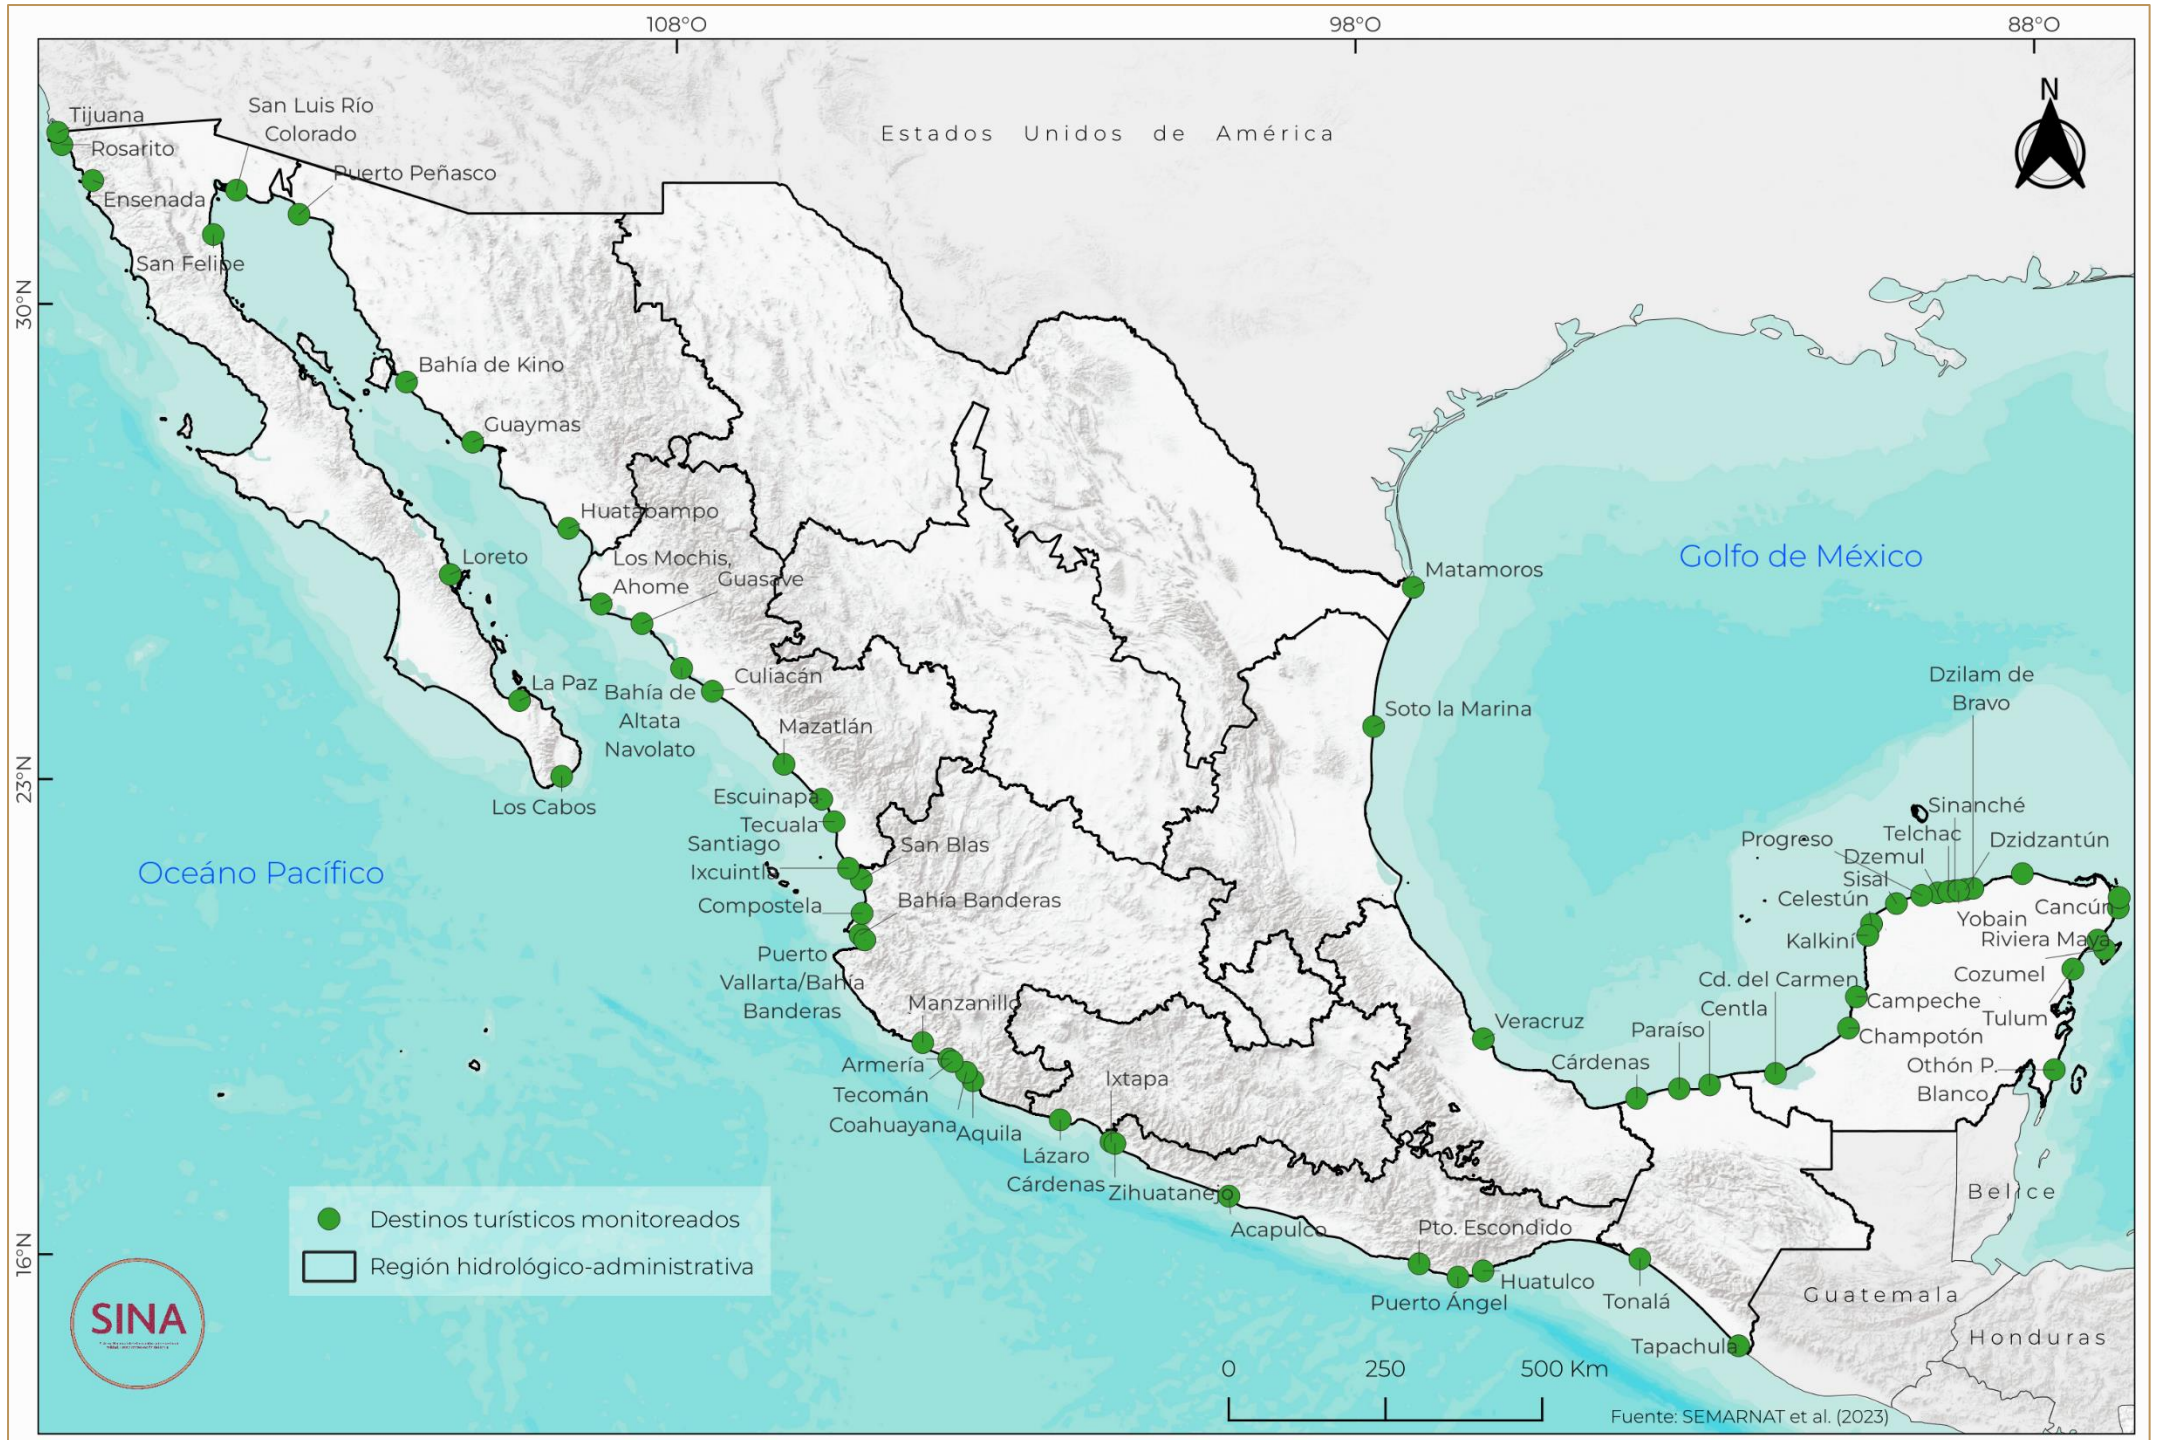 108°O
98°O
88°O
30°N
23°N
16°N
N
Estados Unidos de América
Tijuana
Rosarito
Ensenada
San Luis Río
Colorado
Puerto Peñasco
San Felipe
Bahía de Kino
Guaymas
Huatabampo
Loreto
Los Mochis,
Ahome
Guasave
La Paz
Bahía de
Altata
Navolato
Culiacán
Mazatlán
Los Cabos
Escuinapa
Tecuala
Santiago
Ixcuintla
San Blas
Compostela
Bahía Banderas
Puerto
Vallarta/Bahía
Banderas
Manzanillo
Armería
Tecomán
Coahuayana
Aquila
Ixtapa
Lázaro
Cárdenas
Zihuatanejo
Acapulco
Pto. Escondido
Puerto Ángel
Huatulco
Tonalá
Tapachula
Matamoros
Soto la Marina
Veracruz
Cárdenas
Paraíso
Centla
Cd. del Carmen
Champotón
Campeche
Kalkiní
Celestún
Sisal
Progreso
Dzemul
Telchac
Sinanché
Dzilam de
Bravo
Dzidzantún
Yobain
Cancún
Riviera Maya
Cozumel
Tulum
Othón P.
Blanco
Golfo de México
Océano Pacífico
Belice
Guatemala
Honduras
Destinos turísticos monitoreados
Región hidrológico-administrativa
SINA
0 250 500 Km
Fuente: SEMARNAT et al. (2023)